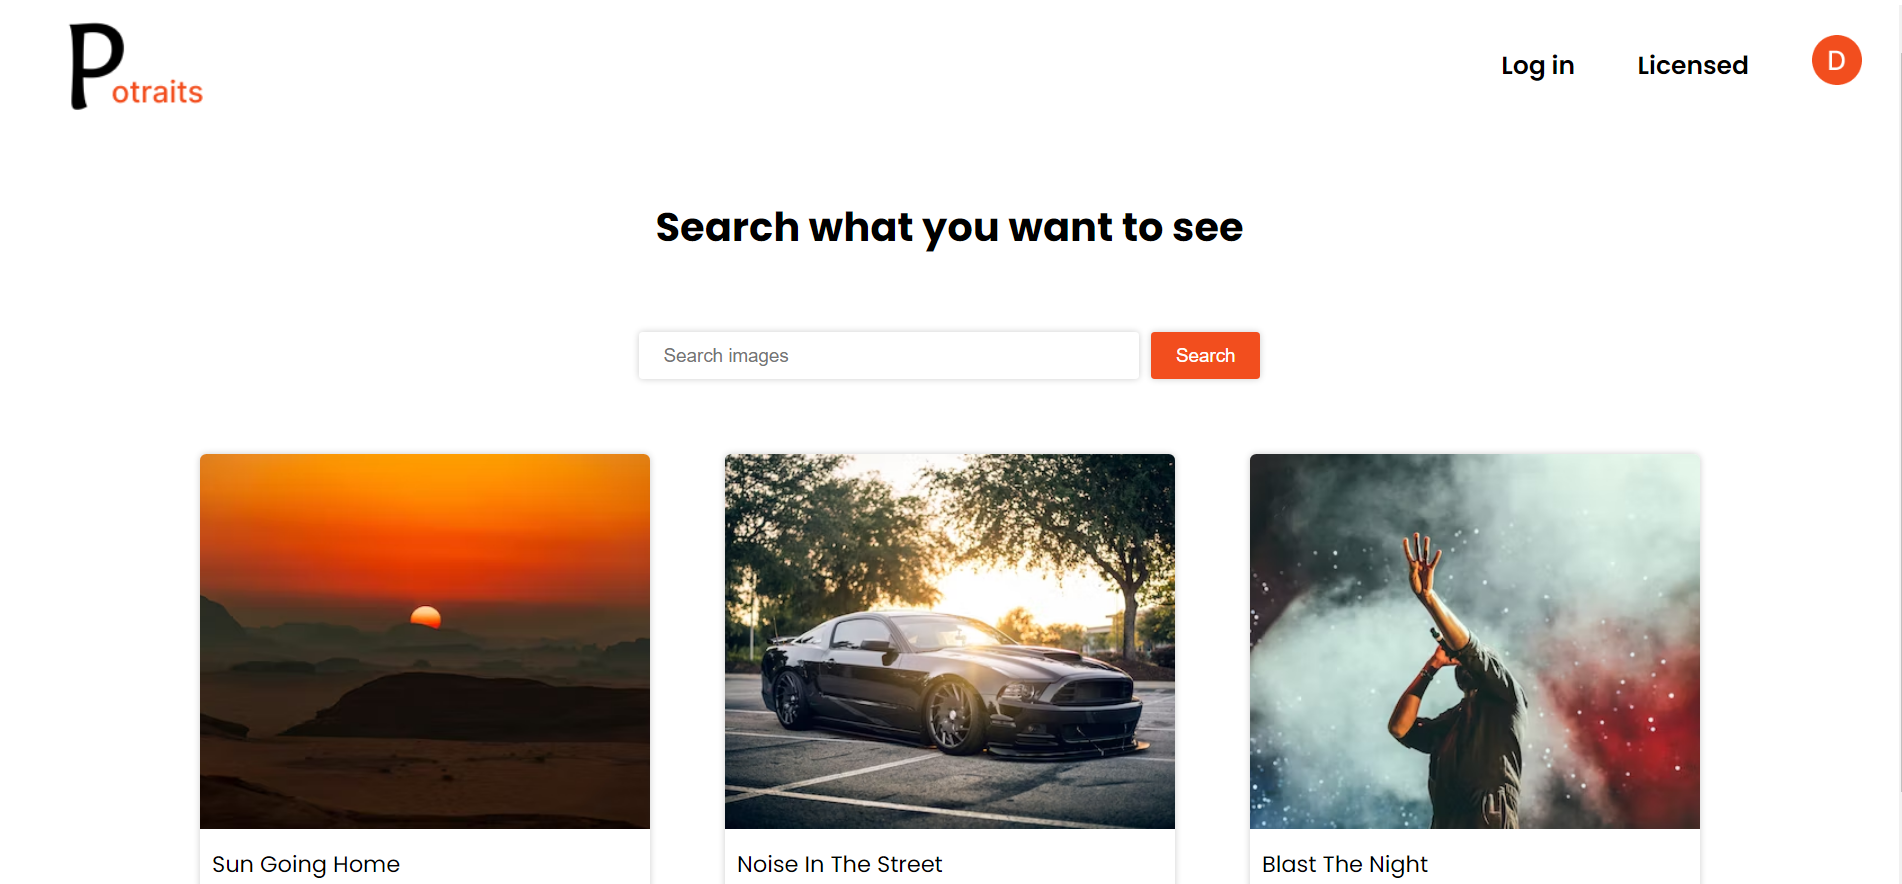 Potraits
Log in
Licensed
D
Search what you want to see
Search images
Search
Sun Going Home
Noise In The Street
Blast The Night